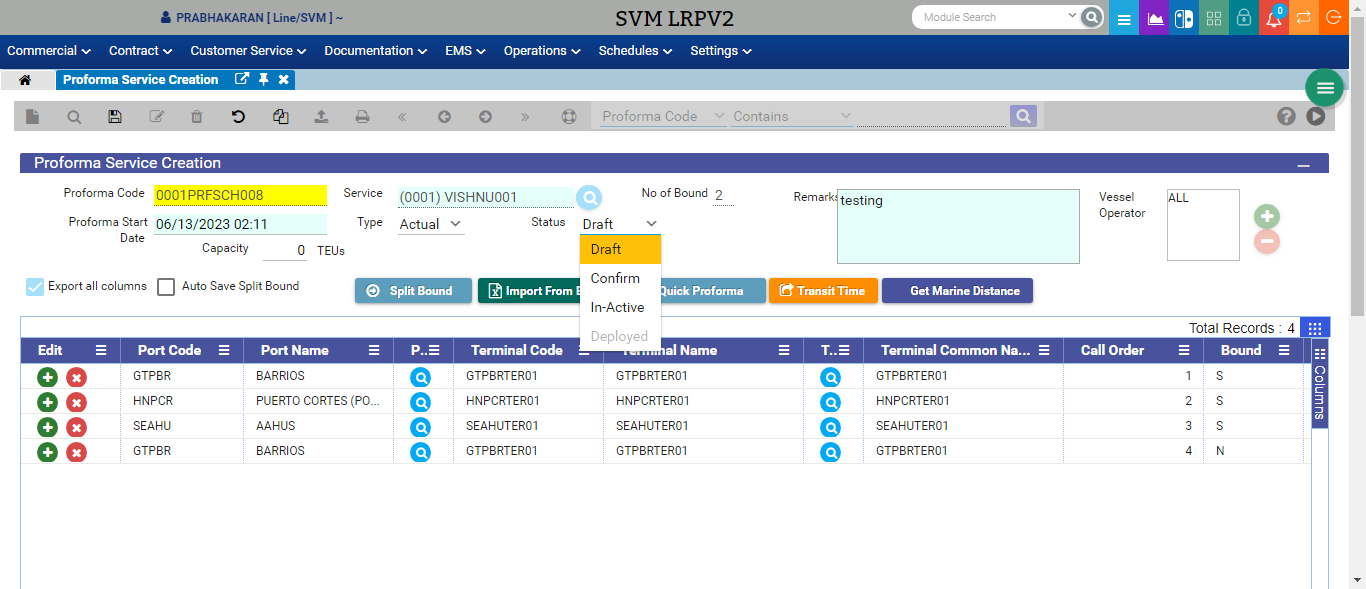 PRABHAKARAN [ Line/SVM ] ~
SVM LRPV2
Module Search
0
Commercial Contract Customer Service Documentation EMS Operations Schedules Settings
Proforma Service Creation
Proforma Code Contains
Proforma Service Creation
Proforma Code 0001PRFSCH008 Service (0001) VISHNU001 No of Bound 2 Remarks testing Vessel Operator ALL
Proforma Start Date 06/13/2023 02:11 Type Actual Status Draft
Capacity 0 TEUs
Draft
Confirm
In-Active
Deployed
Export all columns Auto Save Split Bound Split Bound Import From E Quick Proforma Transit Time Get Marine Distance
Total Records : 4
Edit Port Code Port Name P... Terminal Code Terminal Name T... Terminal Common Na... Call Order Bound
GTPBR BARRIOS GTPBRTER01 GTPBRTER01 GTPBRTER01 1 S
HNPCR PUERTO CORTES (PO... HNPCRTER01 HNPCRTER01 HNPCRTER01 2 S
SEAHU AAHUS SEAHUTER01 SEAHUTER01 SEAHUTER01 3 S
GTPBR BARRIOS GTPBRTER01 GTPBRTER01 GTPBRTER01 4 N
Columns